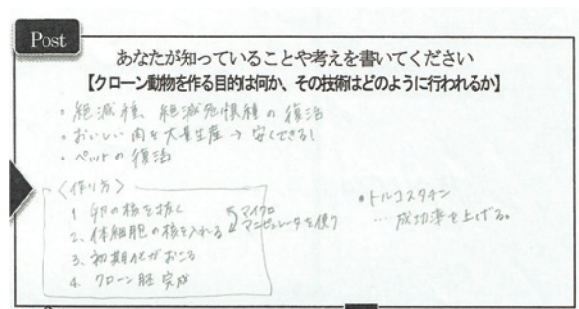 Post
あなたが知っていることや考えを書いてください
【クローン動物を作る目的は何か、その技術はどのように行われるか】
・絶滅種、絶滅危惧種の復活
・おいしい肉を大量生産 → 安くできる!
・ペットの復活
〈作り方〉
1 卵の核を抜く
2、体細胞の核を入れる
マイクロマニピュレータを使う
3、初期化がおこる
4. クローン胚完成
•トルコスタチン
… 成功率を上げる。